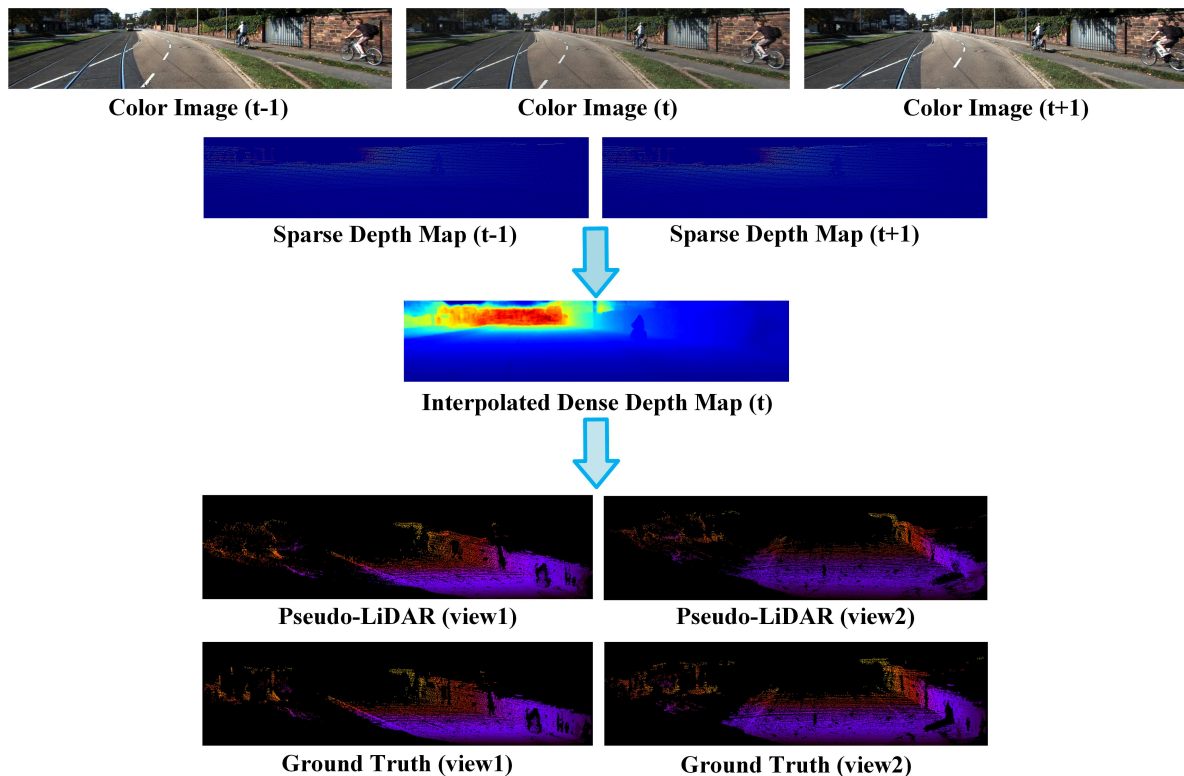 Color Image (t-1)
Color Image (t)
Color Image (t+1)
Sparse Depth Map (t-1)
Sparse Depth Map (t+1)
Interpolated Dense Depth Map (t)
Pseudo-LiDAR (view1)
Pseudo-LiDAR (view2)
Ground Truth (view1)
Ground Truth (view2)